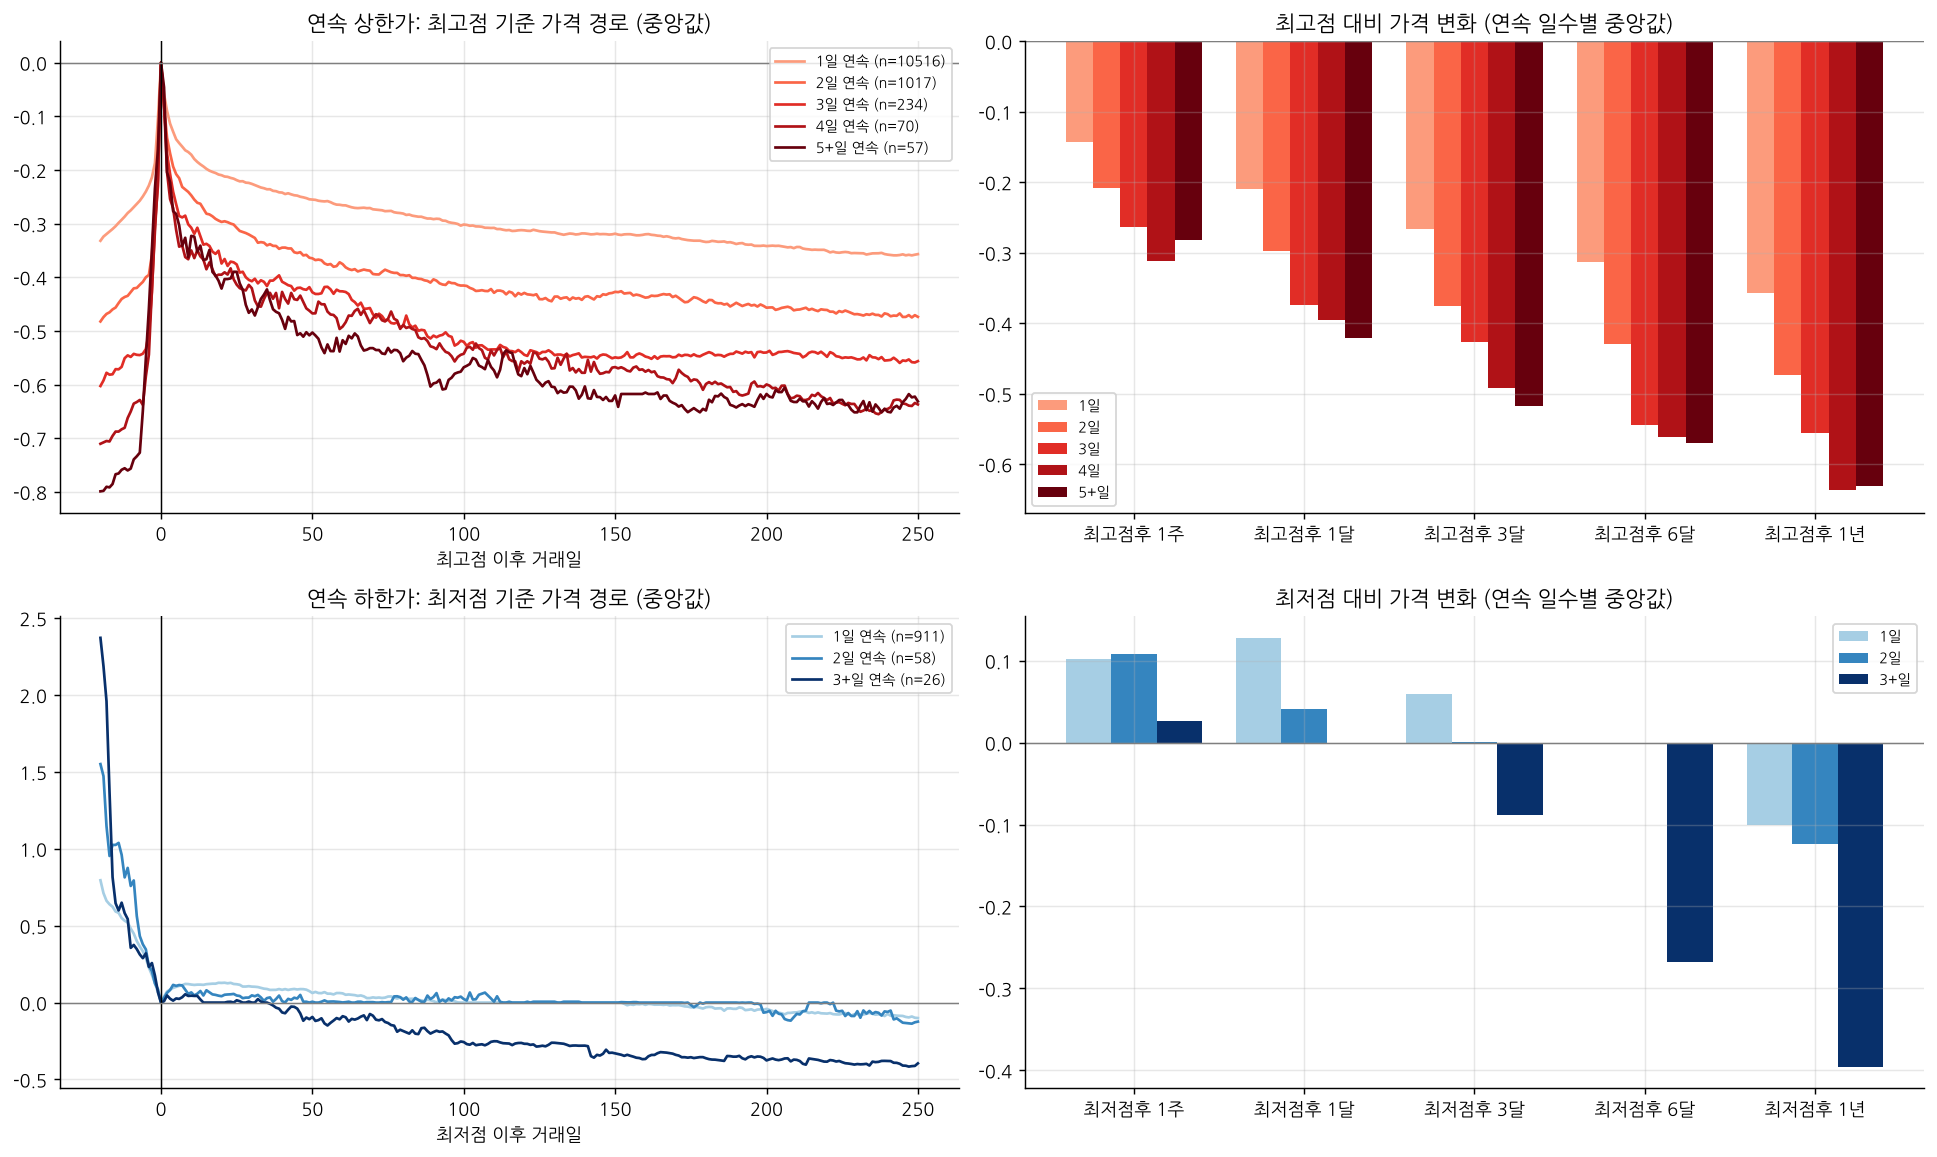 연속 상한가: 최고점 기준 가격 경로 (중앙값)
0.0
-0.1
-0.2
-0.3
-0.4
-0.5
-0.6
-0.7
-0.8
1일 연속 (n=10516)
2일 연속 (n=1017)
3일 연속 (n=234)
4일 연속 (n=70)
5+일 연속 (n=57)
0 50 100 150 200 250
최고점 이후 거래일
최고점 대비 가격 변화 (연속 일수별 중앙값)
0.0
-0.1
-0.2
-0.3
-0.4
-0.5
-0.6
1일
2일
3일
4일
5+일
최고점후 1주 최고점후 1달 최고점후 3달 최고점후 6달 최고점후 1년
연속 하한가: 최저점 기준 가격 경로 (중앙값)
2.5
2.0
1.5
1.0
0.5
0.0
-0.5
1일 연속 (n=911)
2일 연속 (n=58)
3+일 연속 (n=26)
0 50 100 150 200 250
최저점 이후 거래일
최저점 대비 가격 변화 (연속 일수별 중앙값)
0.1
0.0
-0.1
-0.2
-0.3
-0.4
1일
2일
3+일
최저점후 1주 최저점후 1달 최저점후 3달 최저점후 6달 최저점후 1년